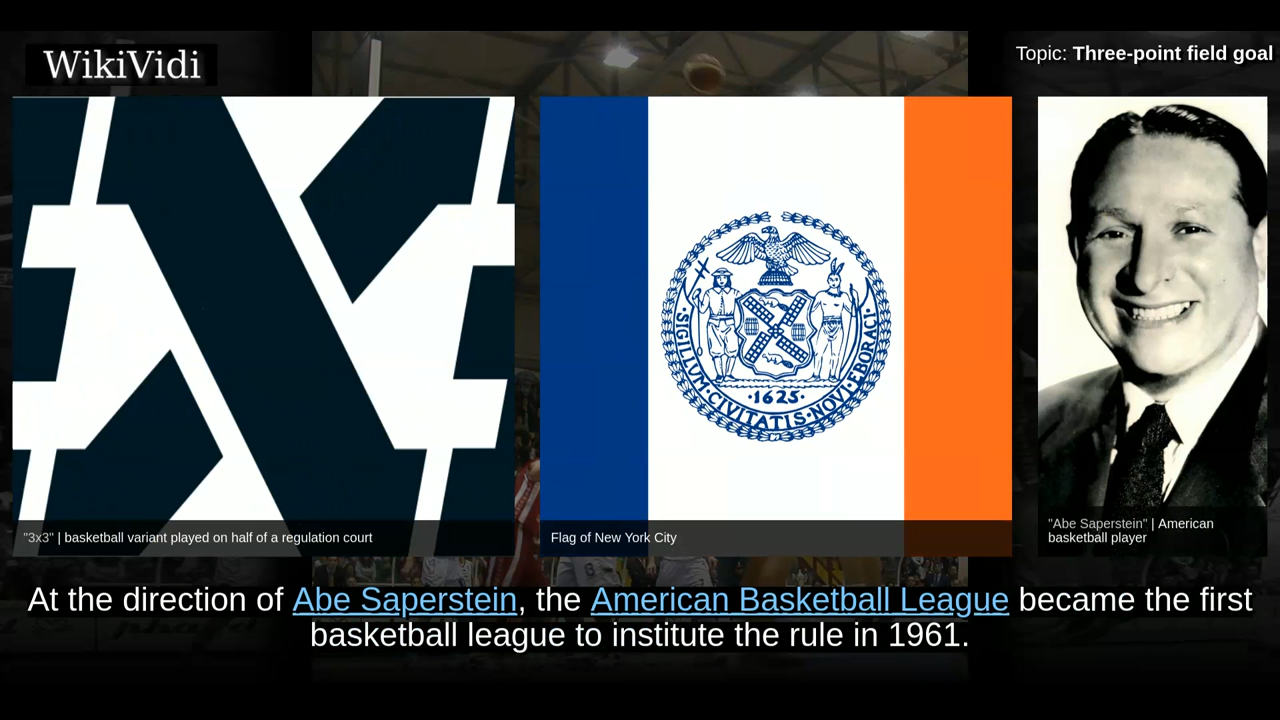 WikiVidi
Topic: Three-point field goal
·SIGILLUM·CIVITATIS·NOVI·EBORACI·
·1625·
"3x3" | basketball variant played on half of a regulation court
Flag of New York City
"Abe Saperstein" | American
basketball player
At the direction of Abe Saperstein, the American Basketball League became the first
basketball league to institute the rule in 1961.